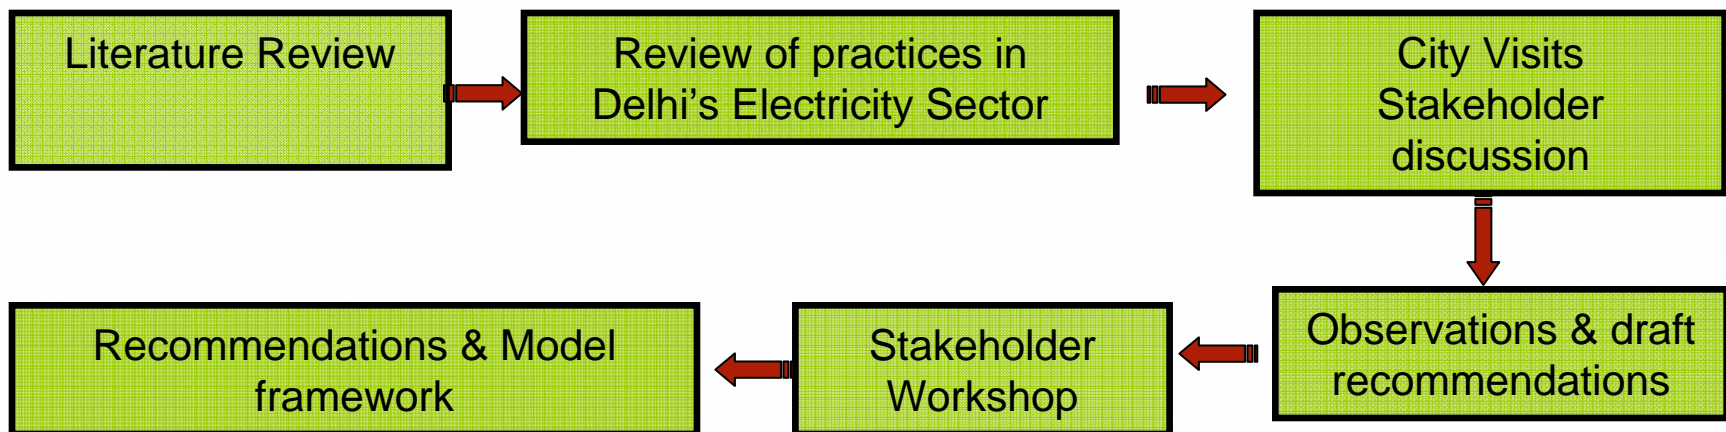 Literature Review
Review of practices in
Delhi’s Electricity Sector
City Visits
Stakeholder
discussion
Observations & draft
recommendations
Stakeholder
Workshop
Recommendations & Model
framework